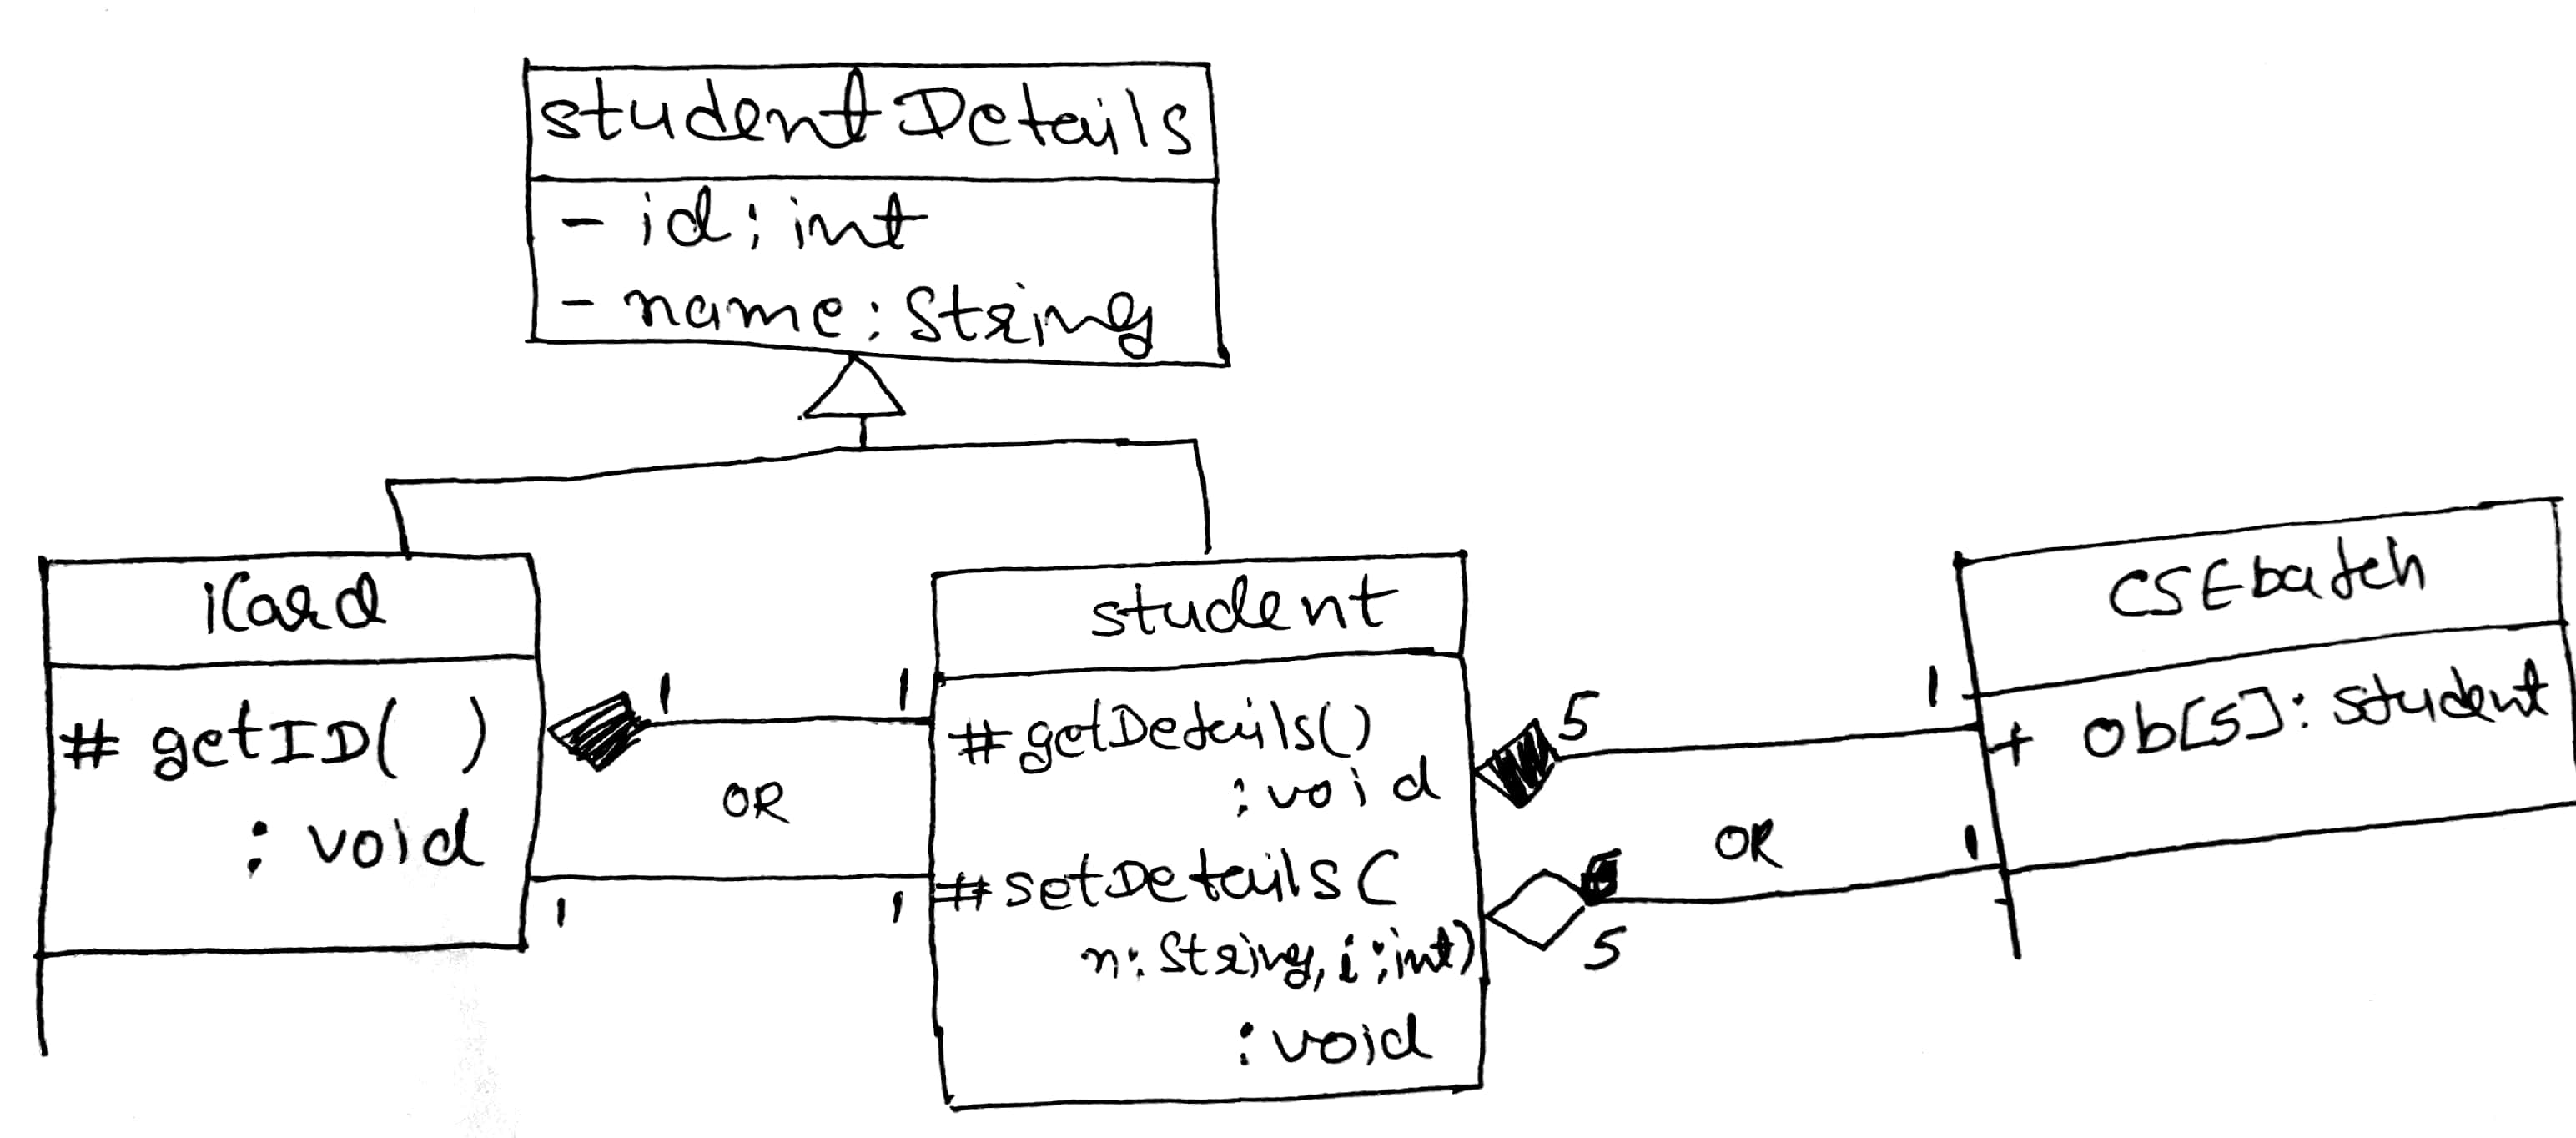 studentDetails
- id : int
- name : String
iCard
# getID( )
: void
1 1
OR
1 1
student
# getDetails()
: void
# setDetails(
n: String, i : int)
: void
5 1
OR
1
5
CSEbatch
+ ob[5] : student